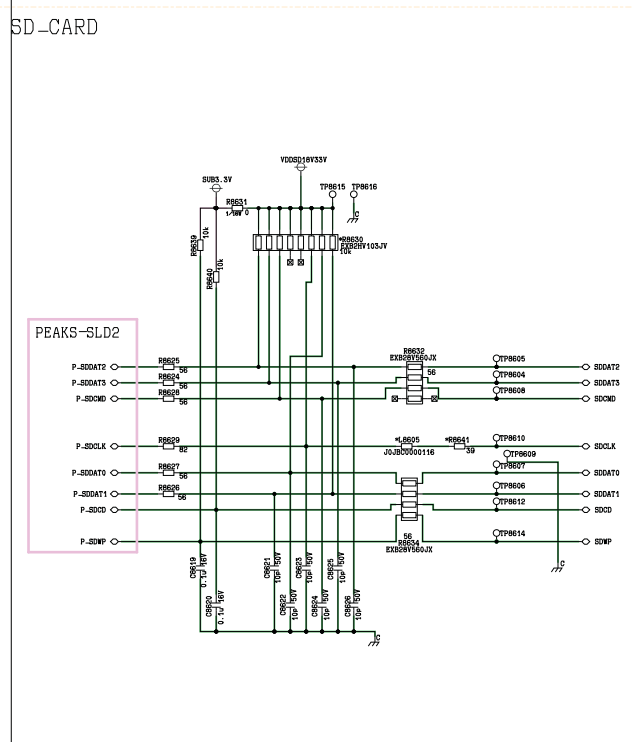 SD_CARD
VDDSD18V33V
SUB3.3V
TP8615 TP8616
R8631
1/16W 0
C
R8639
10k
*R8630
EXB2HV103JV
10k
R8640
10k
PEAKS-SLD2
R8632
EXB28V560JX
P-SDDAT2
R8625
56
56
TP8605
SDDAT2
P-SDDAT3
R8624
56
TP8604
SDDAT3
P-SDCMD
R8628
56
TP8608
SDCMD
P-SDCLK
R8629
82
*L8605
J0JBC0000116
*R8641
39
TP8610
SDCLK
TP8609
P-SDDAT0
R8627
56
TP8607
SDDAT0
P-SDDAT1
R8626
56
TP8606
SDDAT1
P-SDCD
TP8612
SDCD
P-SDWP
56
R8634
EXB28V560JX
TP8614
SDWP
C
C8619
0.1u 16V
C8620
0.1u 16V
C8621
10p 50V
C8622
10p 50V
C8623
10p 50V
C8624
10p 50V
C8625
10p 50V
C8626
10p 50V
C